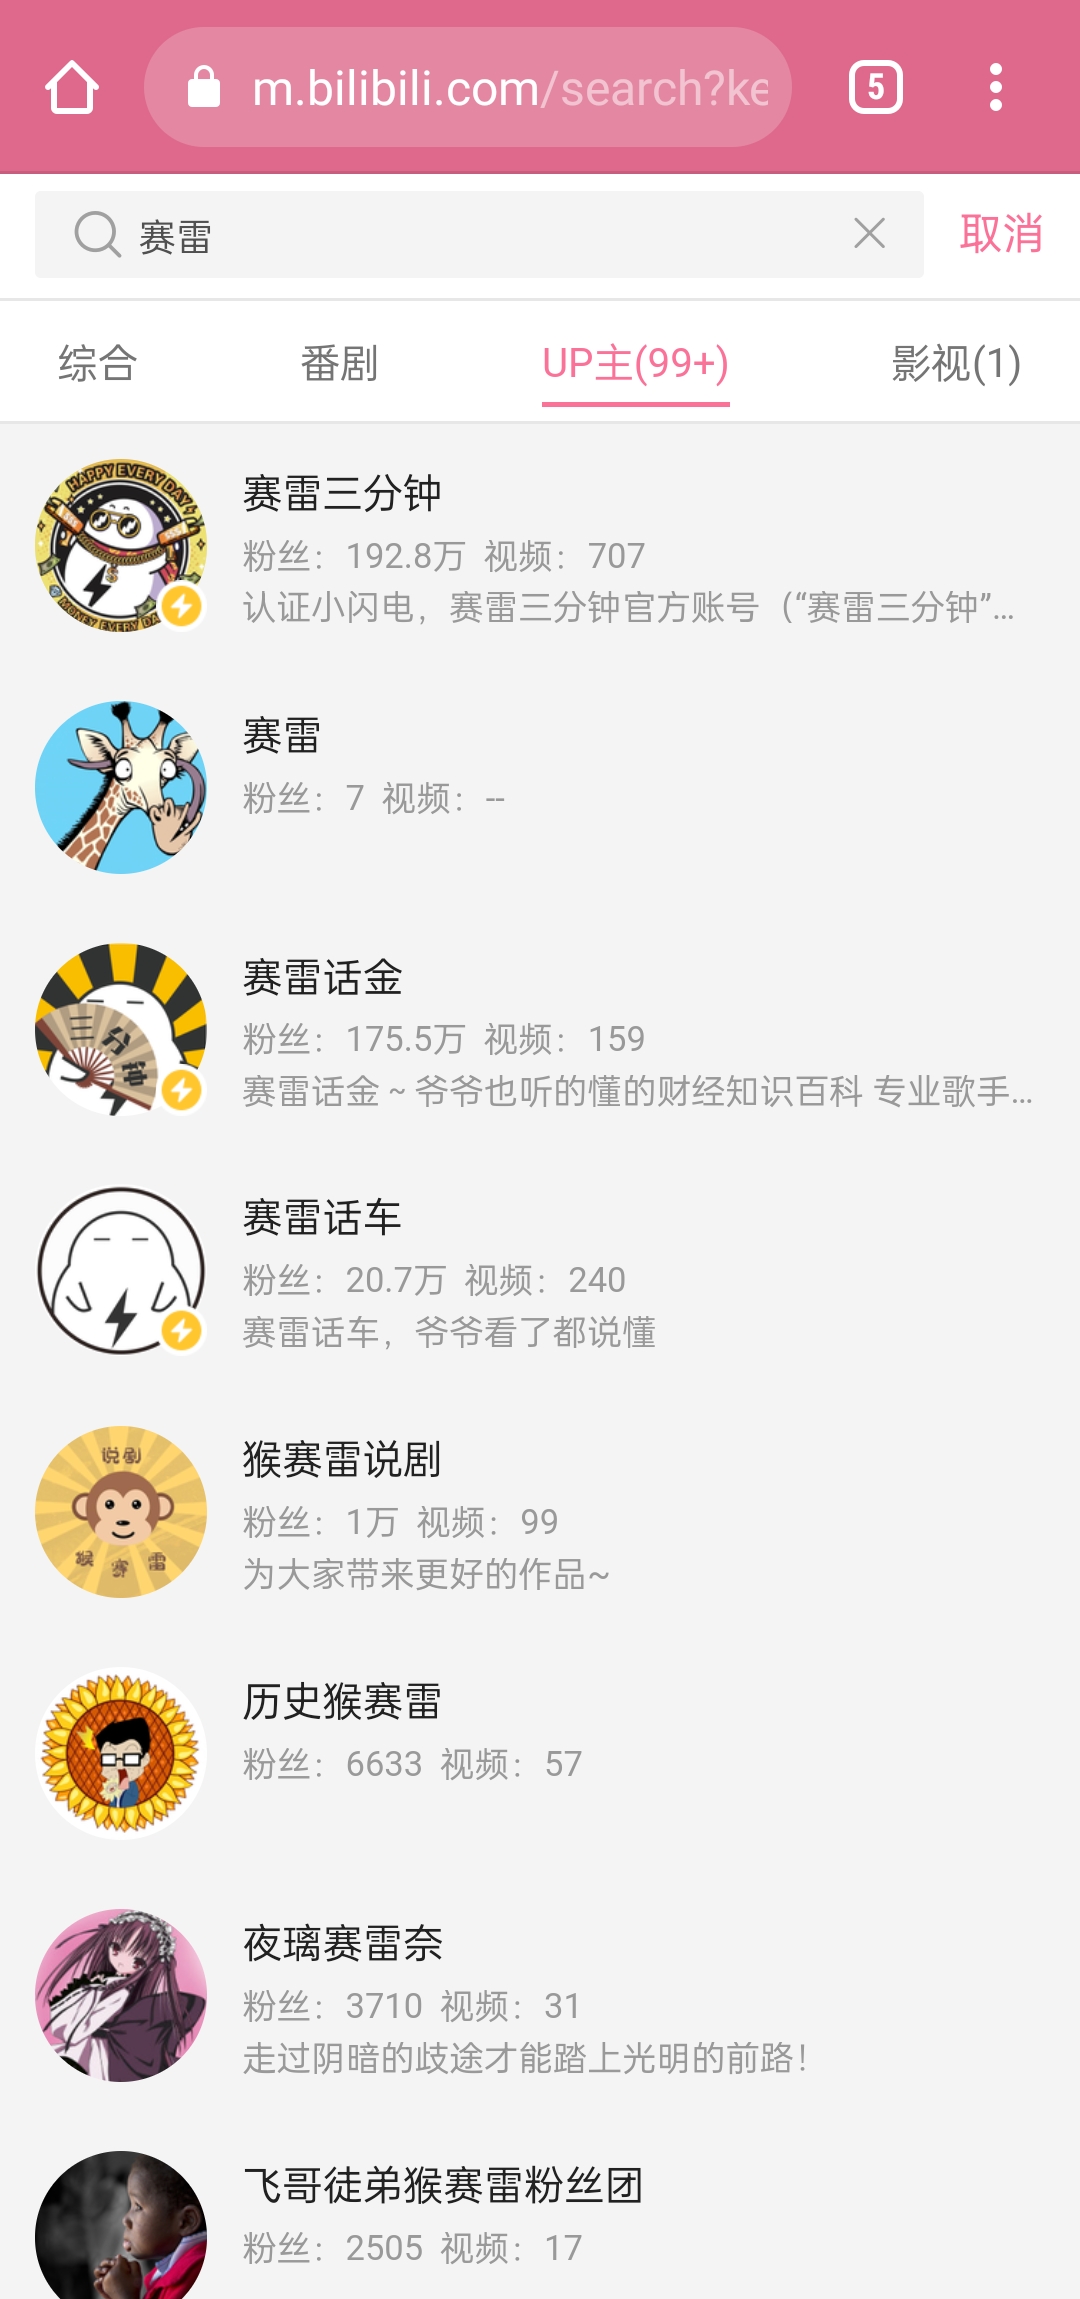 m.bilibili.com/search?ke
5
赛雷
取消
综合
番剧
UP主(99+)
影视(1)
HAPPY EVERY DAY
MONEY EVERY DA
赛雷三分钟
粉丝：192.8万 视频：707
认证小闪电，赛雷三分钟官方账号（“赛雷三分钟”...
赛雷
粉丝：7 视频：--
三分钟
赛雷话金
粉丝：175.5万 视频：159
赛雷话金 ~ 爷爷也听的懂的财经知识百科 专业歌手...
赛雷话车
粉丝：20.7万 视频：240
赛雷话车，爷爷看了都说懂
说剧
猴赛雷
猴赛雷说剧
粉丝：1万 视频：99
为大家带来更好的作品~
历史猴赛雷
粉丝：6633 视频：57
夜璃赛雷奈
粉丝：3710 视频：31
走过阴暗的歧途才能踏上光明的前路！
飞哥徒弟猴赛雷粉丝团
粉丝：2505 视频：17